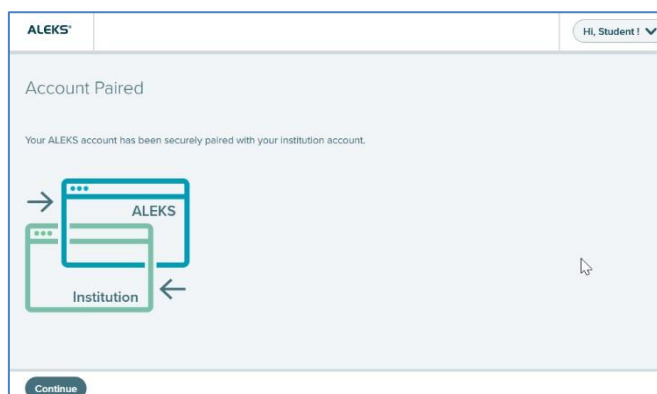 ALEKS®
Hi, Student !
Account Paired
Your ALEKS account has been securely paired with your institution account.
ALEKS
Institution
Continue